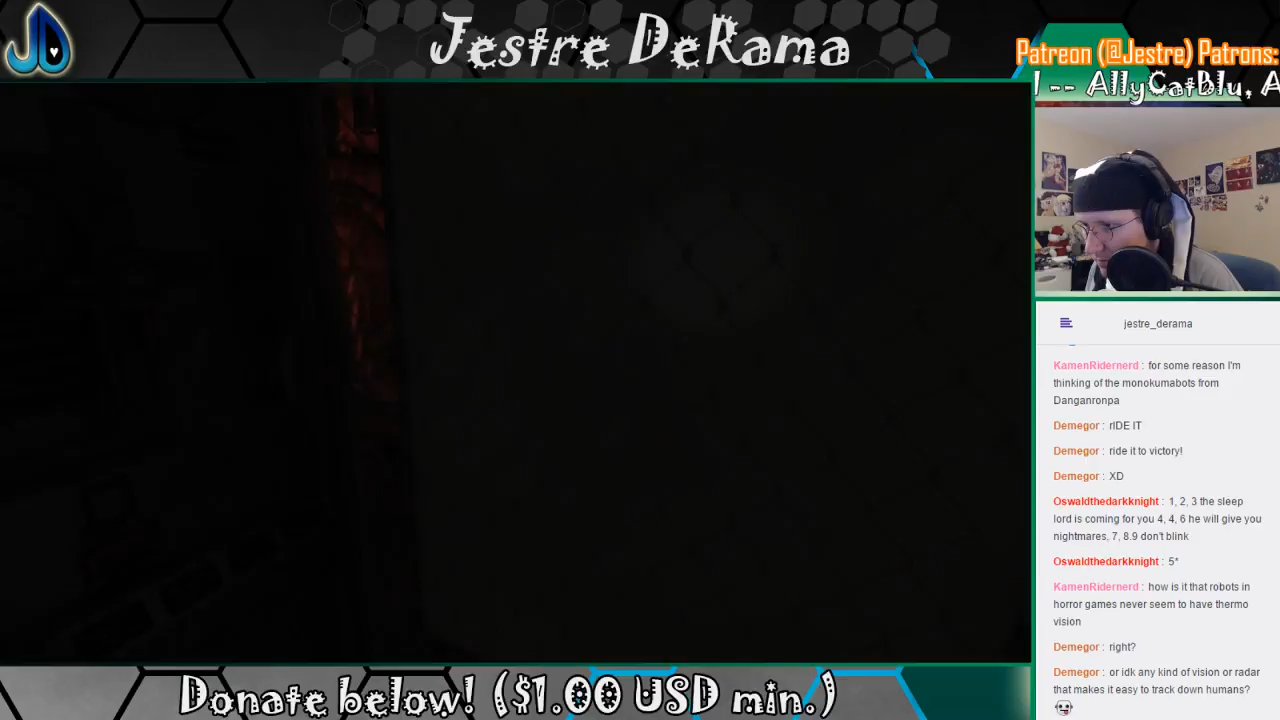 JD
Jestre DeRama
Patreon (@Jestre) Patrons:
-- AllyCatBlu, A
jestre_derama
KamenRidernerd : for some reason I'm
thinking of the monokumabots from
Danganronpa
Demegor : rIDE IT
Demegor : ride it to victory!
Demegor : XD
Oswaldthedarkknight : 1, 2, 3 the sleep
lord is coming for you 4, 4, 6 he will give you
nightmares, 7, 8.9 don't blink
Oswaldthedarkknight : 5*
KamenRidernerd : how is it that robots in
horror games never seem to have thermo
vision
Demegor : right?
Demegor : or idk any kind of vision or radar
that makes it easy to track down humans?
Donate below! ($1.00 USD min.)